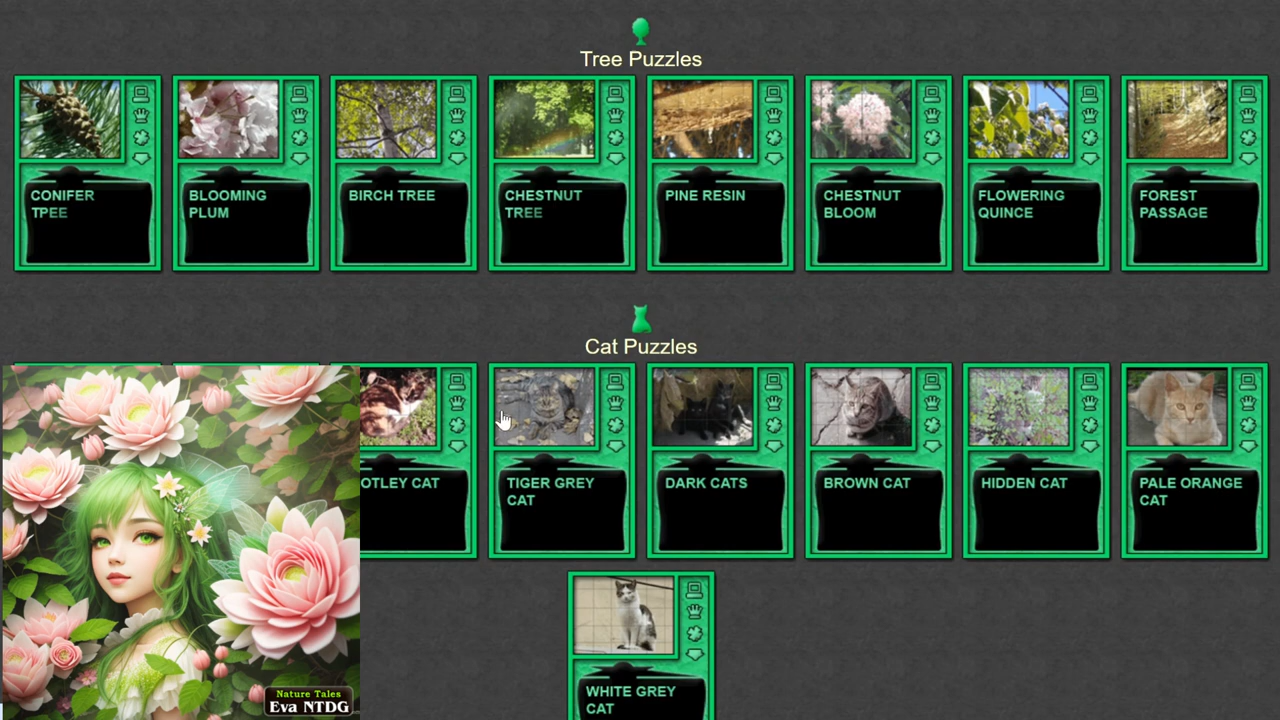 Tree Puzzles
CONIFER
TPEE
BLOOMING
PLUM
BIRCH TREE
CHESTNUT
TREE
PINE RESIN
CHESTNUT
BLOOM
FLOWERING
QUINCE
FOREST
PASSAGE
Cat Puzzles
OTLEY CAT
TIGER GREY
CAT
DARK CATS
BROWN CAT
HIDDEN CAT
PALE ORANGE
CAT
WHITE GREY
CAT
Nature Tales
Eva NTDG